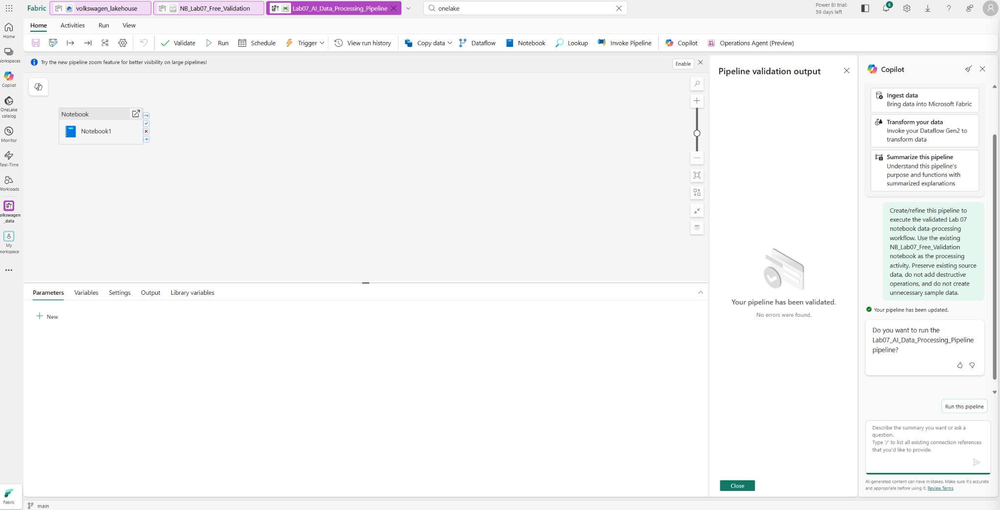 Fabric
volkswagen_lakehouse
NB_Lab07_Free_Validation
Lab07_AI_Data_Processing_Pipeline
onelake
Power BI trial:
59 days left
6
Home
Activities
Run
View
Validate
Run
Schedule
Trigger
View run history
Copy data
Dataflow
Notebook
Lookup
Invoke Pipeline
Copilot
Operations Agent (Preview)
Home
Workspaces
Copilot
OneLake
catalog
Monitor
Real-Time
Workloads
olkswagen
_data
My
workspace
Fabric
Try the new pipeline zoom feature for better visibility on large pipelines!
Enable
Notebook
Notebook1
Parameters
Variables
Settings
Output
Library variables
New
main
Pipeline validation output
Your pipeline has been validated.
No errors were found.
Close
Copilot
Ingest data
Bring data into Microsoft Fabric
Transform your data
Invoke your Dataflow Gen2 to
transform data
Summarize this pipeline
Understand this pipeline's
purpose and functions with
summarized explanations
Create/refine this pipeline to
execute the validated Lab 07
notebook data-processing
workflow. Use the existing
NB_Lab07_Free_Validation
notebook as the processing
activity. Preserve existing source
data, do not add destructive
operations, and do not create
unnecessary sample data.
Your pipeline has been updated.
Do you want to run the
Lab07_AI_Data_Processing_Pipeline
pipeline?
Run this pipeline
Describe the summary you want or ask a
question.
Type '/' to list all existing connection references
that you'd like to provide.
AI-generated content can have mistakes. Make sure it's accurate
and appropriate before using it. Review Terms